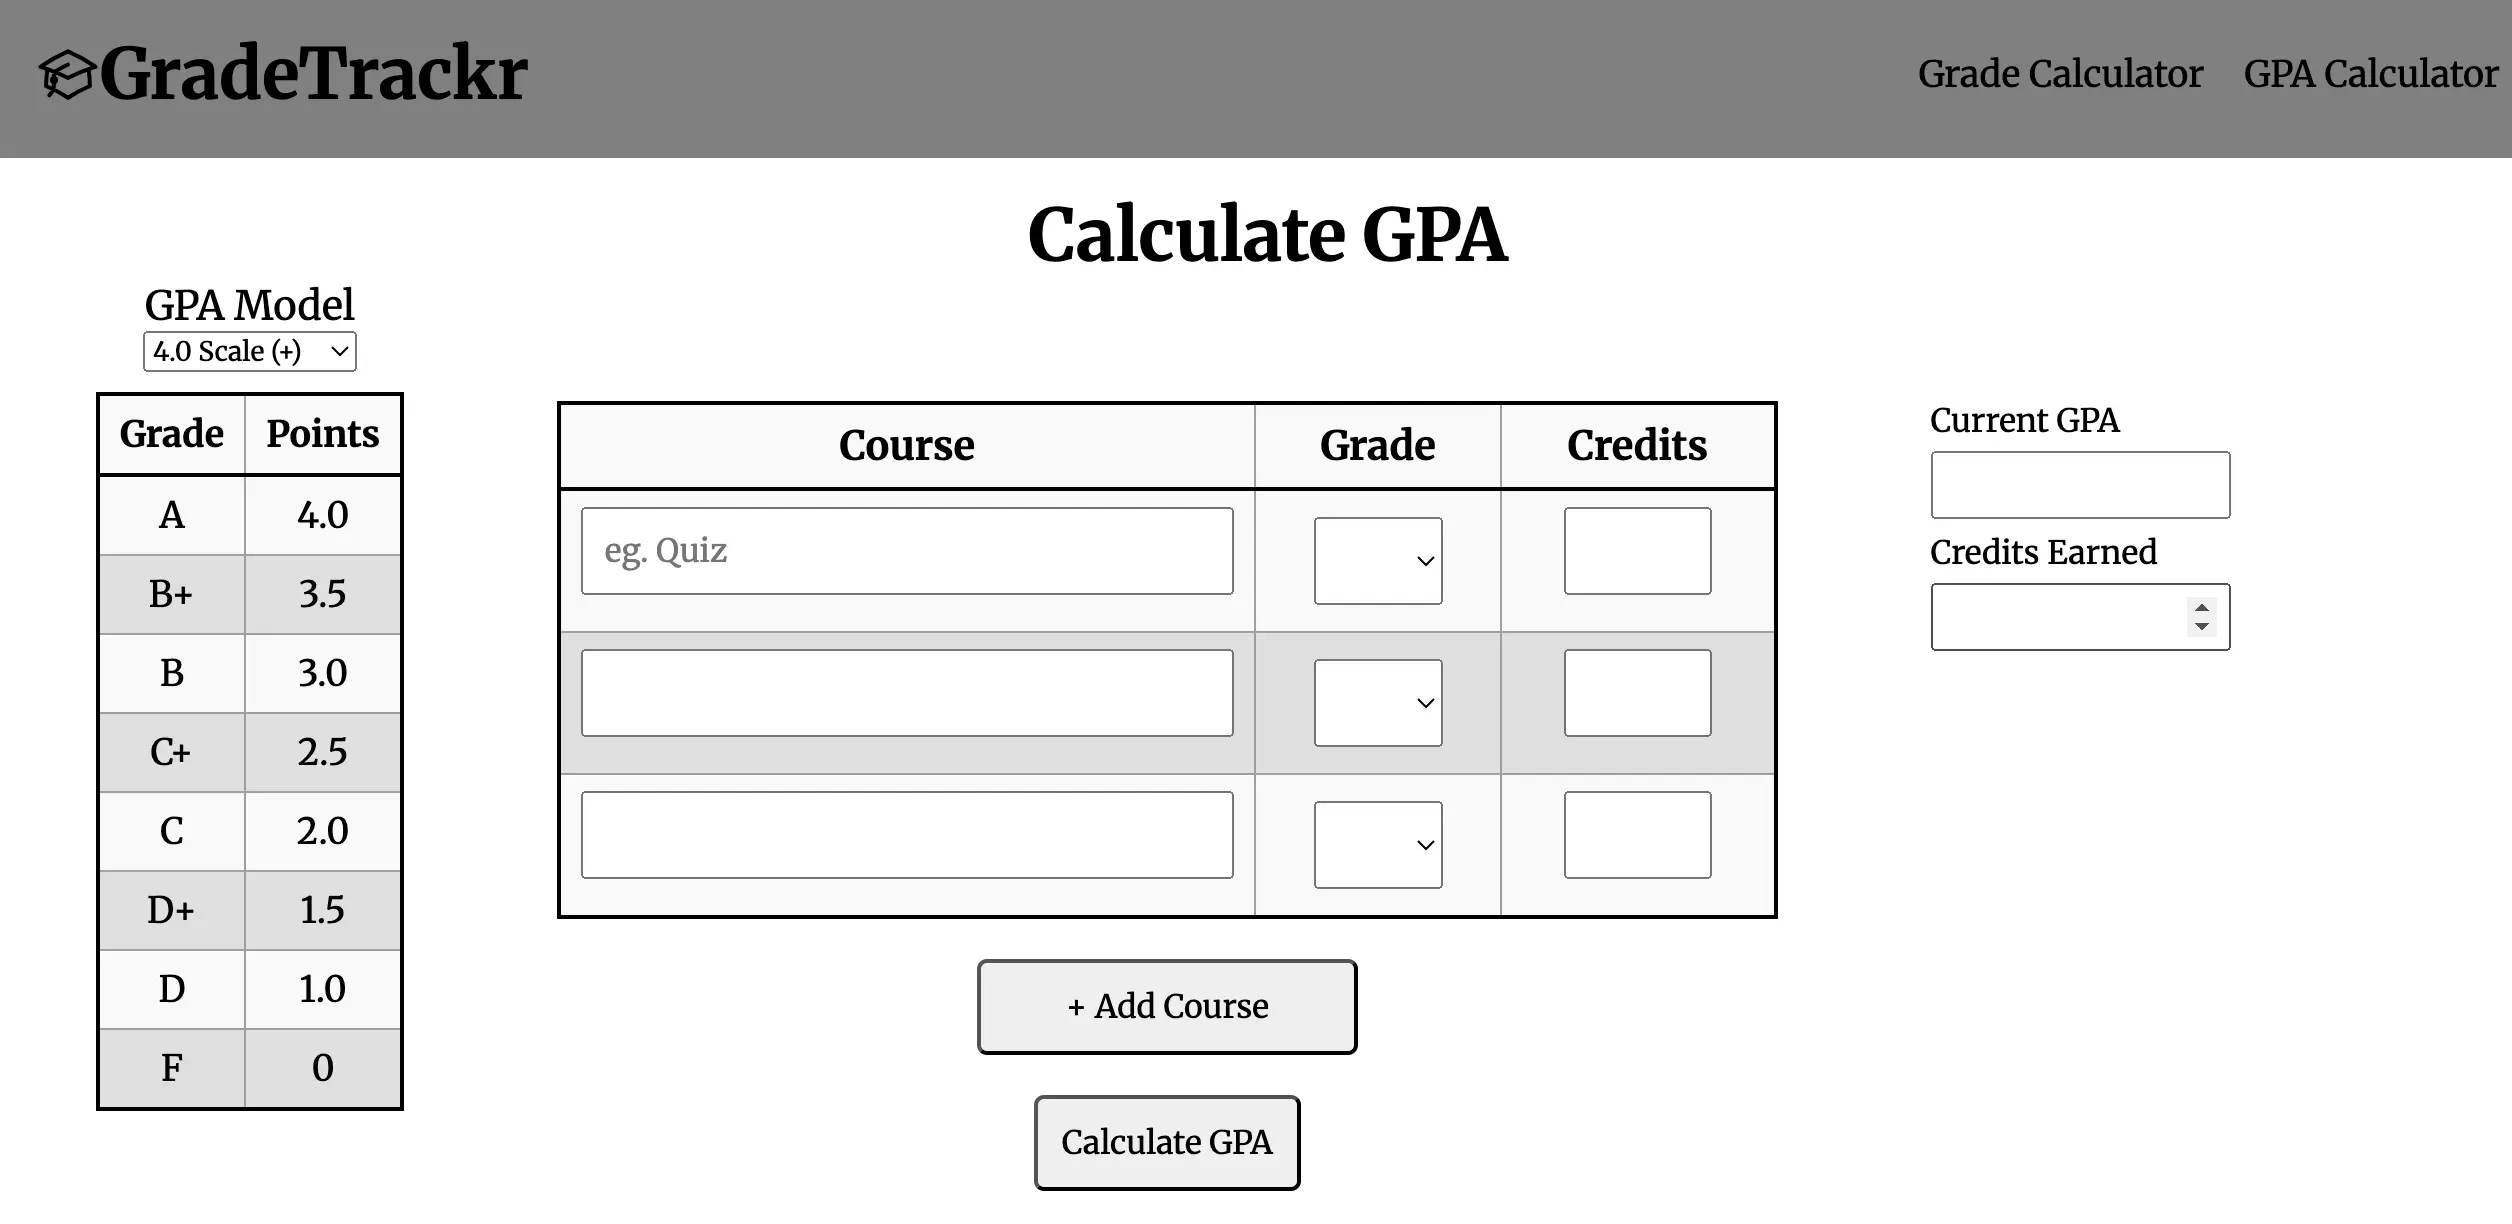 GradeTrackr
Grade Calculator GPA Calculator
Calculate GPA
GPA Model
4.0 Scale (+)
Grade Points
A 4.0
B+ 3.5
B 3.0
C+ 2.5
C 2.0
D+ 1.5
D 1.0
F 0
Course Grade Credits
eg. Quiz
+ Add Course
Calculate GPA
Current GPA
Credits Earned